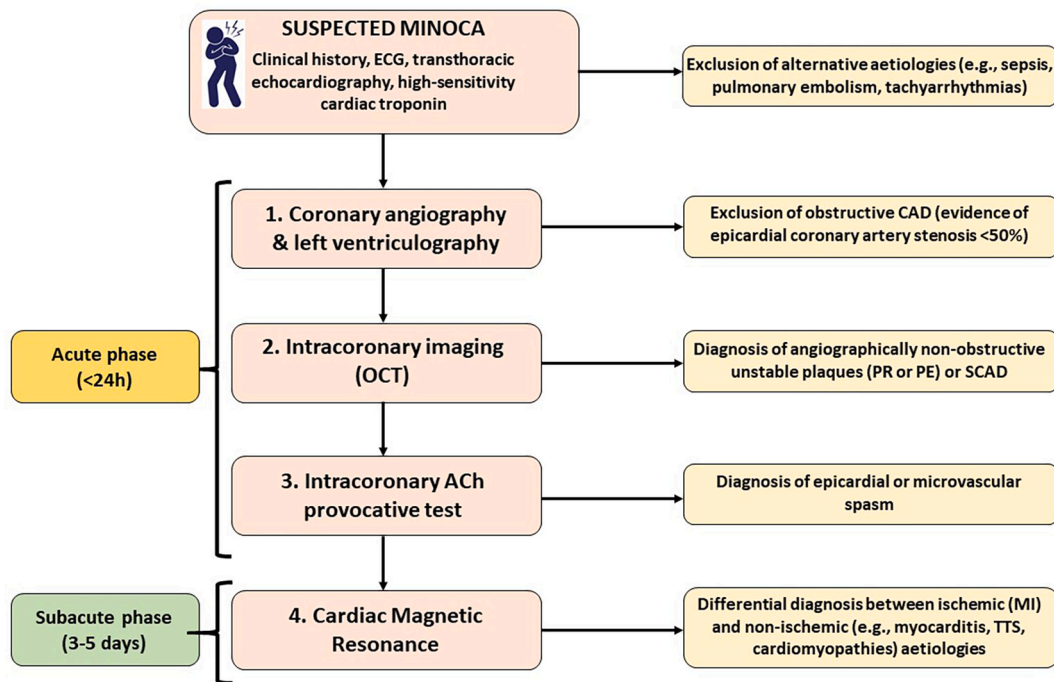 SUSPECTED MINOCA
Clinical history, ECG, transthoracic
echocardiography, high-sensitivity
cardiac troponin
Exclusion of alternative aetiologies (e.g., sepsis,
pulmonary embolism, tachyarrhythmias)
1. Coronary angiography
& left ventriculography
Exclusion of obstructive CAD (evidence of
epicardial coronary artery stenosis <50%)
Acute phase
(<24h)
2. Intracoronary imaging
(OCT)
Diagnosis of angiographically non-obstructive
unstable plaques (PR or PE) or SCAD
3. Intracoronary ACh
provocative test
Diagnosis of epicardial or microvascular
spasm
Subacute phase
(3-5 days)
4. Cardiac Magnetic
Resonance
Differential diagnosis between ischemic (MI)
and non-ischemic (e.g., myocarditis, TTS,
cardiomyopathies) aetiologies